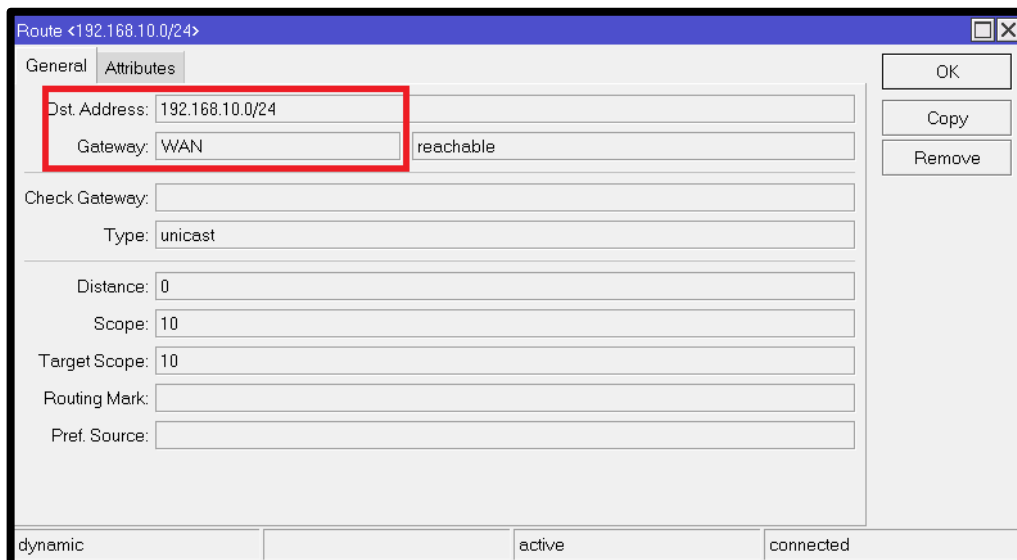 Route <192.168.10.0/24>
General Attributes
OK
Dst. Address: 192.168.10.0/24
Copy
Gateway: WAN reachable
Remove
Check Gateway:
Type: unicast
Distance: 0
Scope: 10
Target Scope: 10
Routing Mark:
Pref. Source:
dynamic active connected